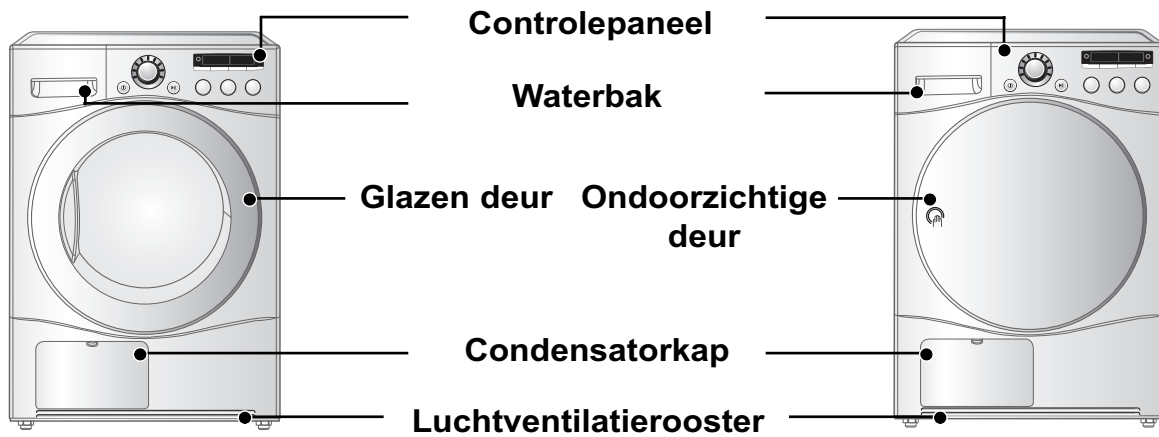 Controlepaneel
Waterbak
Glazen deur
Ondoorzichtige
deur
Condensatorkap
Luchtventilatierooster